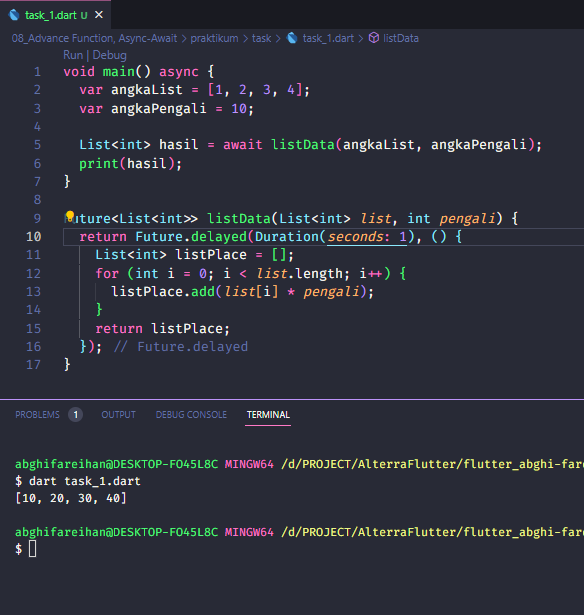 task_1.dart U ×
08_Advance Function, Async-Await > praktikum > task > task_1.dart > listData
Run | Debug
1 void main() async {
2 var angkaList = [1, 2, 3, 4];
3 var angkaPengali = 10;
4
5 List<int> hasil = await listData(angkaList, angkaPengali);
6 print(hasil);
7 }
8
9 Future<List<int>> listData(List<int> list, int pengali) {
10 return Future.delayed(Duration(seconds: 1), () {
11 List<int> listPlace = [];
12 for (int i = 0; i < list.length; i++) {
13 listPlace.add(list[i] * pengali);
14 }
15 return listPlace;
16 }); // Future.delayed
17 }
PROBLEMS 1 OUTPUT DEBUG CONSOLE TERMINAL
abghifareihan@DESKTOP-FO45L8C MINGW64 /d/PROJECT/AlterraFlutter/flutter_abghi-fare
$ dart task_1.dart
[10, 20, 30, 40]
abghifareihan@DESKTOP-FO45L8C MINGW64 /d/PROJECT/AlterraFlutter/flutter_abghi-fare
$